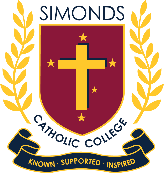 SIMONDS
CATHOLIC COLLEGE
KNOWN · SUPPORTED · INSPIRED